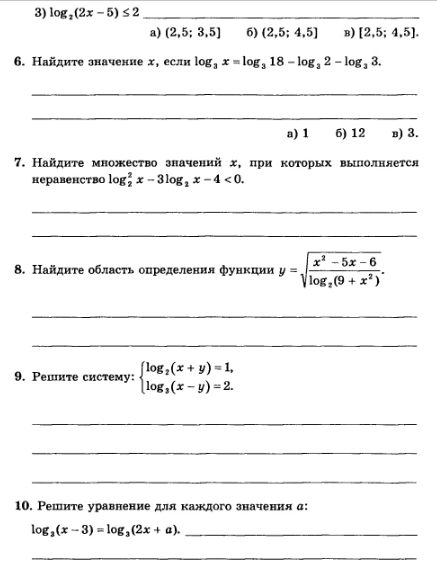 3) log₂(2x – 5) ≤ 2
а) (2,5; 3,5] б) (2,5; 4,5] в) [2,5; 4,5].
6. Найдите значение x, если log₃ x = log₃ 18 – log₃ 2 – log₃ 3.
а) 1 б) 12 в) 3.
7. Найдите множество значений x, при которых выполняется
неравенство log₂² x – 3log₂ x – 4 < 0.
8. Найдите область определения функции y = √((x² – 5x – 6)/(log₂(9 + x²))).
9. Решите систему: {log₂(x + y) = 1,
log₃(x – y) = 2.
10. Решите уравнение для каждого значения a:
log₃(x – 3) = log₃(2x + a).